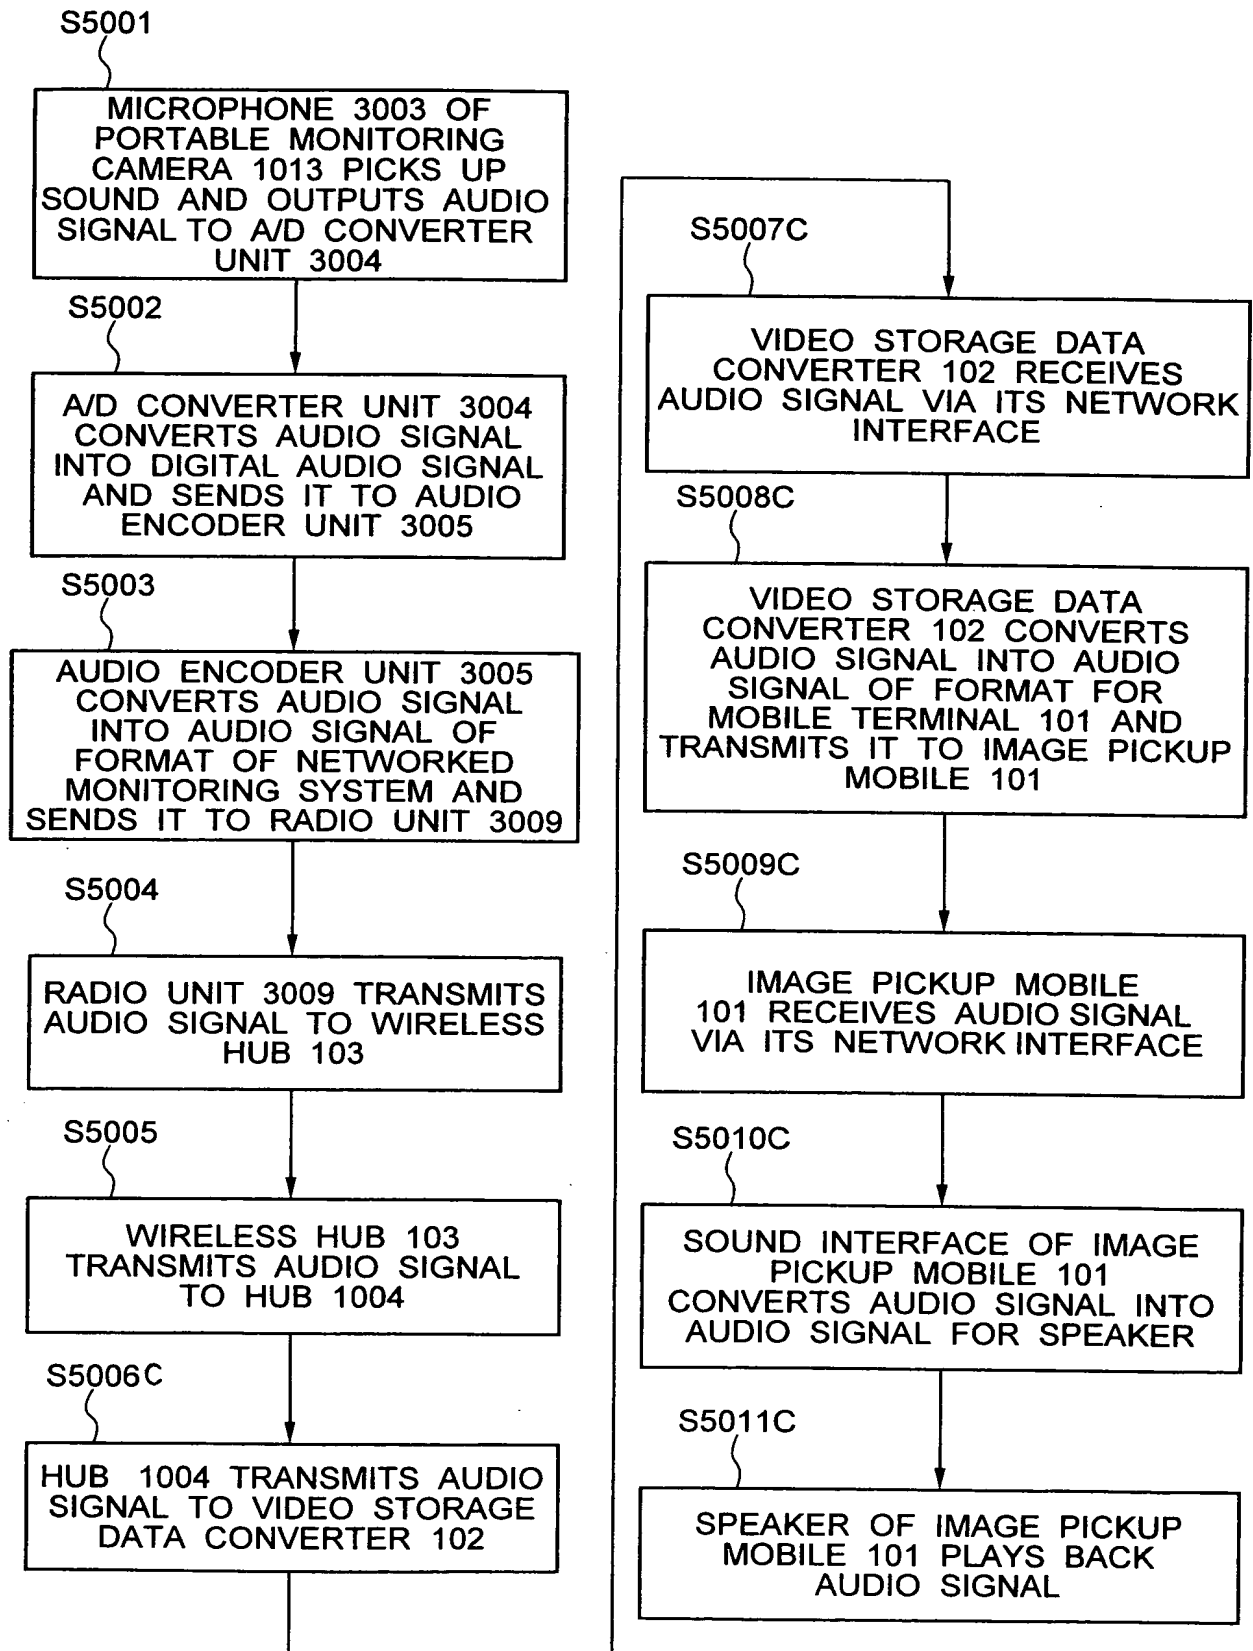 S5001
MICROPHONE 3003 OF
PORTABLE MONITORING
CAMERA 1013 PICKS UP
SOUND AND OUTPUTS AUDIO
SIGNAL TO A/D CONVERTER
UNIT 3004
S5002
A/D CONVERTER UNIT 3004
CONVERTS AUDIO SIGNAL
INTO DIGITAL AUDIO SIGNAL
AND SENDS IT TO AUDIO
ENCODER UNIT 3005
S5003
AUDIO ENCODER UNIT 3005
CONVERTS AUDIO SIGNAL
INTO AUDIO SIGNAL OF
FORMAT OF NETWORKED
MONITORING SYSTEM AND
SENDS IT TO RADIO UNIT 3009
S5004
RADIO UNIT 3009 TRANSMITS
AUDIO SIGNAL TO WIRELESS
HUB 103
S5005
WIRELESS HUB 103
TRANSMITS AUDIO SIGNAL
TO HUB 1004
S5006C
HUB 1004 TRANSMITS AUDIO
SIGNAL TO VIDEO STORAGE
DATA CONVERTER 102
S5007C
VIDEO STORAGE DATA
CONVERTER 102 RECEIVES
AUDIO SIGNAL VIA ITS NETWORK
INTERFACE
S5008C
VIDEO STORAGE DATA
CONVERTER 102 CONVERTS
AUDIO SIGNAL INTO AUDIO
SIGNAL OF FORMAT FOR
MOBILE TERMINAL 101 AND
TRANSMITS IT TO IMAGE PICKUP
MOBILE 101
S5009C
IMAGE PICKUP MOBILE
101 RECEIVES AUDIO SIGNAL
VIA ITS NETWORK INTERFACE
S5010C
SOUND INTERFACE OF IMAGE
PICKUP MOBILE 101
CONVERTS AUDIO SIGNAL INTO
AUDIO SIGNAL FOR SPEAKER
S5011C
SPEAKER OF IMAGE PICKUP
MOBILE 101 PLAYS BACK
AUDIO SIGNAL